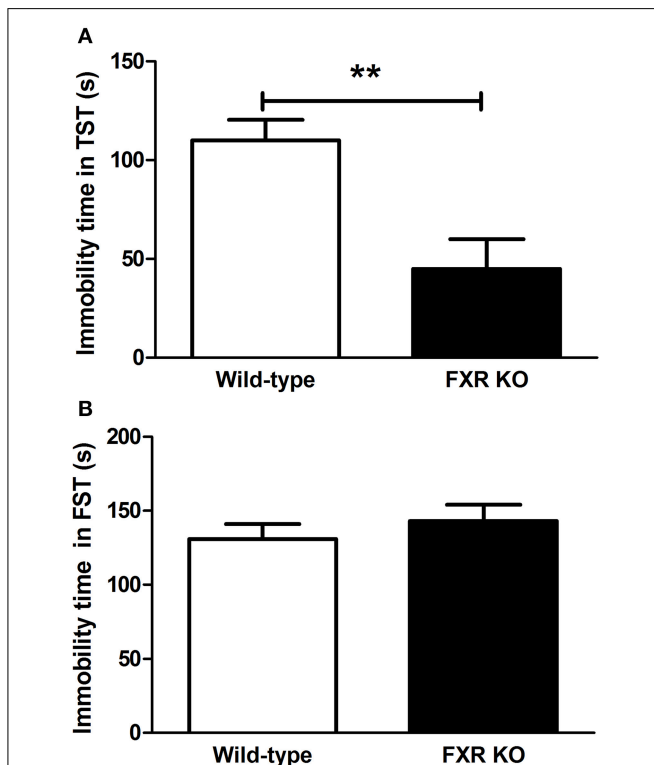 A
Immobility time in TST (s)
150
100
50
0
**
Wild-type
FXR KO
B
Immobility time in FST (s)
200
150
100
50
0
Wild-type
FXR KO